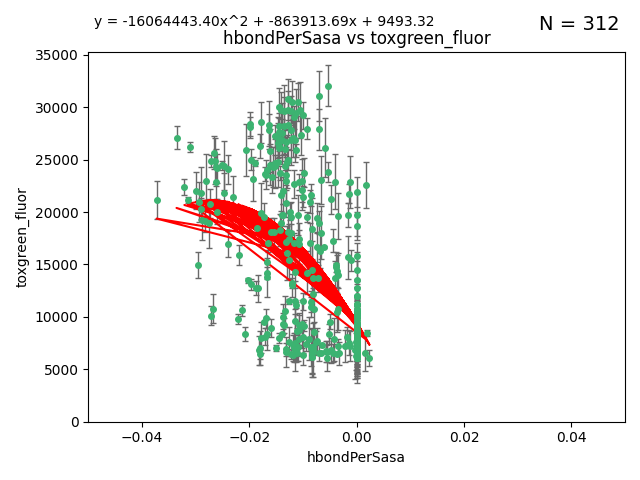 y = -16064443.40x^2 + -863913.69x + 9493.32
N = 312
hbondPerSasa vs toxgreen_fluor
35000
30000
25000
20000
15000
10000
5000
0
toxgreen_fluor
−0.04
−0.02
0.00
0.02
0.04
hbondPerSasa